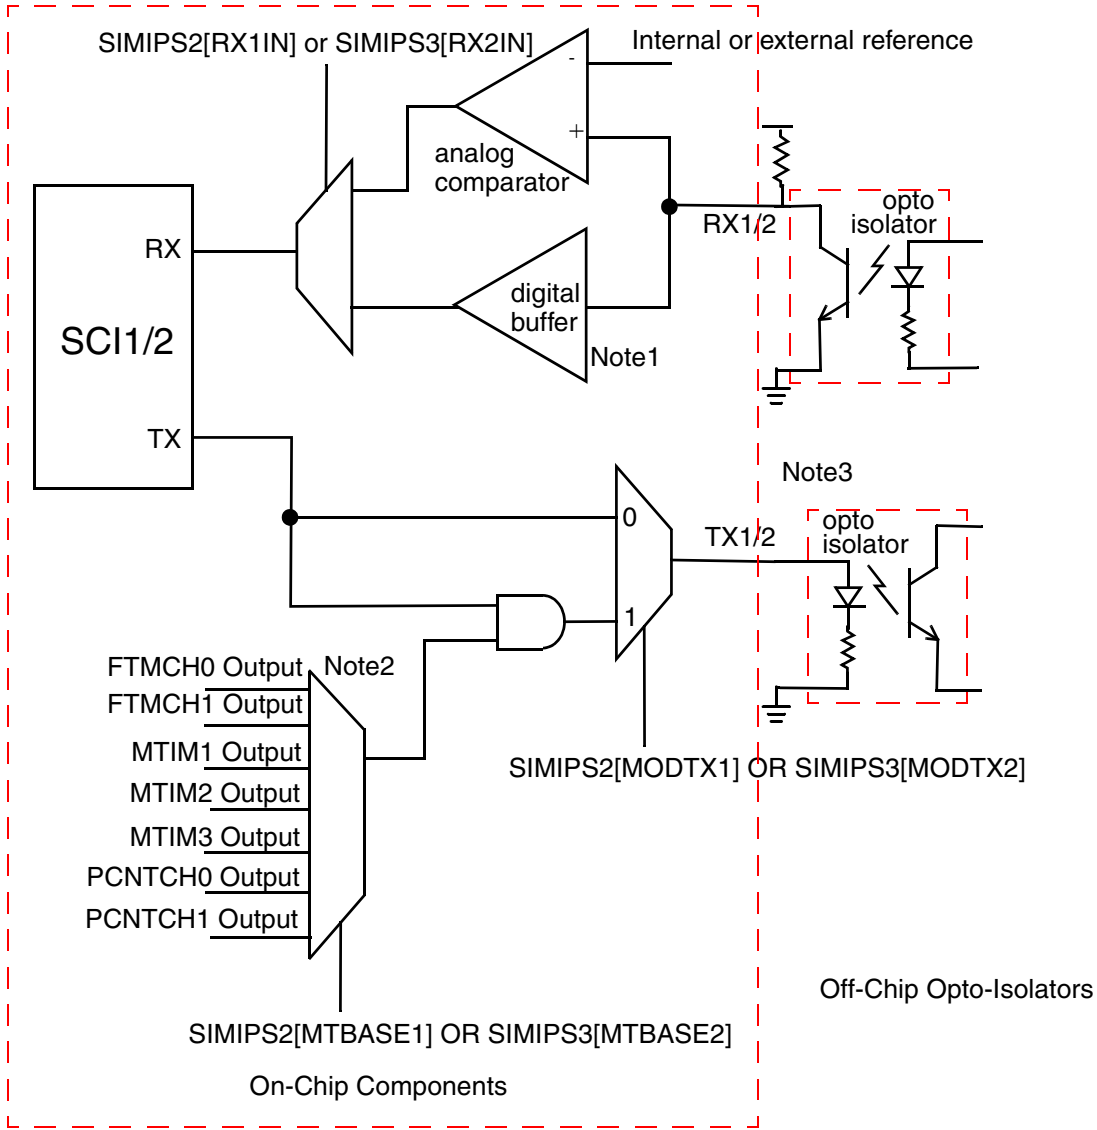 SIMIPS2[RX1IN] or SIMIPS3[RX2IN]
Internal or external reference
-
+
analog
comparator
RX1/2
opto
isolator
RX
SCI1/2
TX
digital
buffer
Note1
Note3
0
TX1/2
opto
isolator
1
FTMCH0 Output
Note2
FTMCH1 Output
MTIM1 Output
MTIM2 Output
MTIM3 Output
PCNTCH0 Output
PCNTCH1 Output
SIMIPS2[MODTX1] OR SIMIPS3[MODTX2]
Off-Chip Opto-Isolators
SIMIPS2[MTBASE1] OR SIMIPS3[MTBASE2]
On-Chip Components